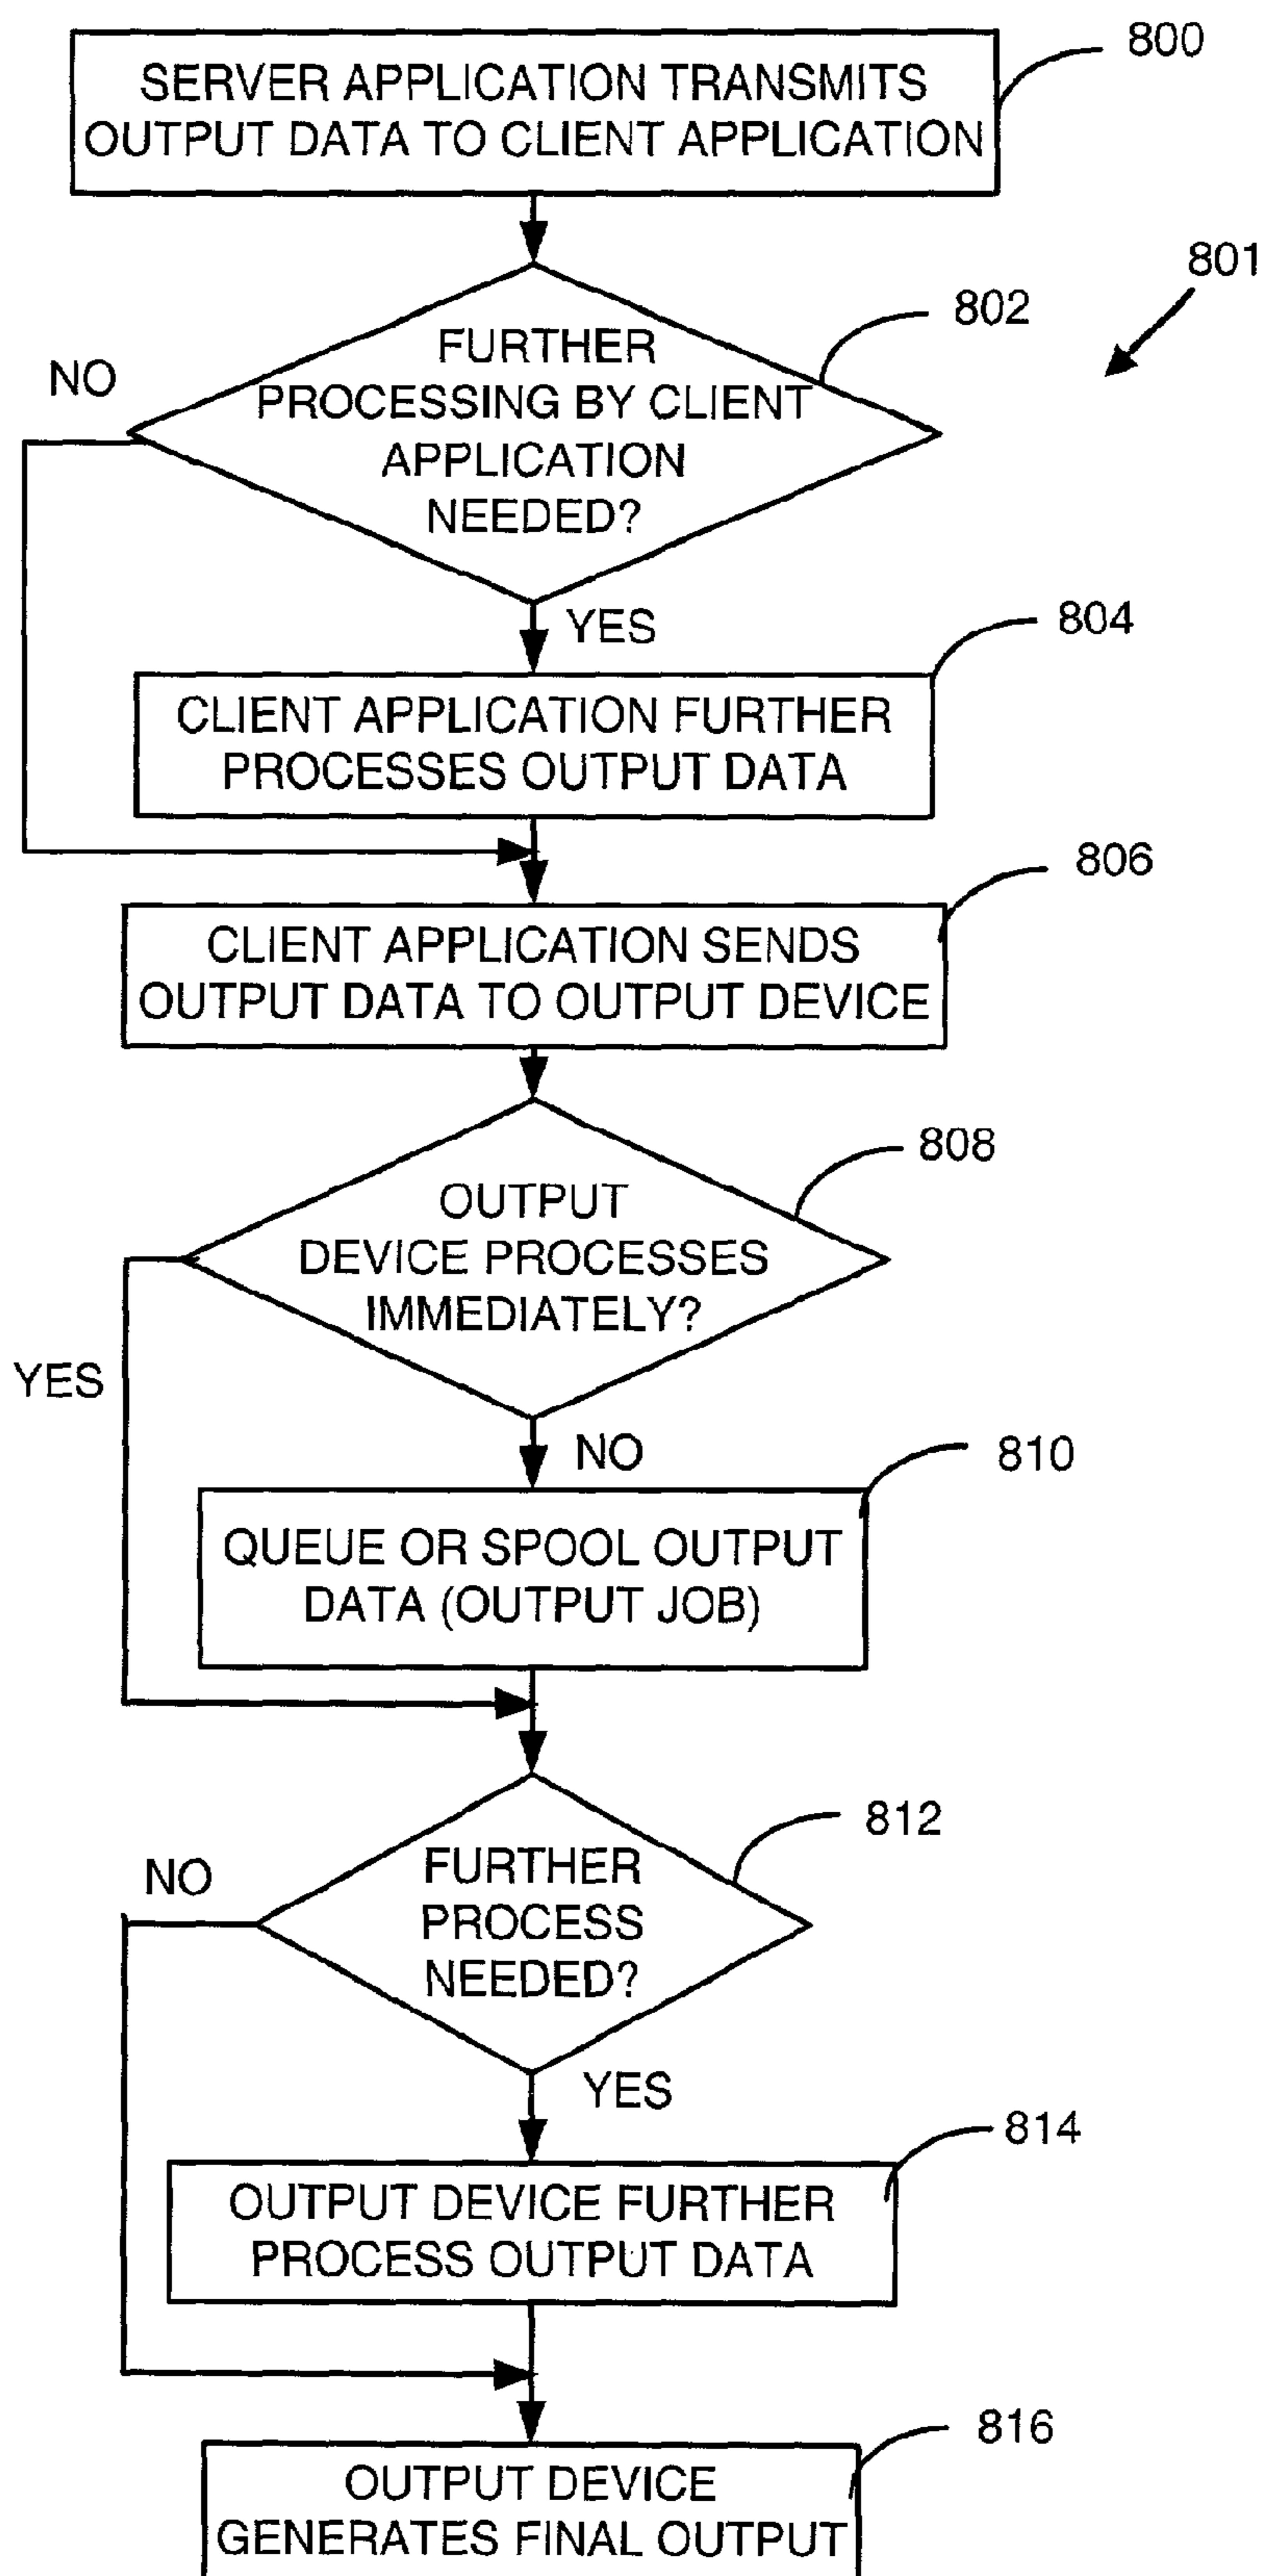 800
SERVER APPLICATION TRANSMITS
OUTPUT DATA TO CLIENT APPLICATION
801
802
FURTHER
PROCESSING BY CLIENT
APPLICATION
NEEDED?
NO
YES
804
CLIENT APPLICATION FURTHER
PROCESSES OUTPUT DATA
806
CLIENT APPLICATION SENDS
OUTPUT DATA TO OUTPUT DEVICE
808
OUTPUT
DEVICE PROCESSES
IMMEDIATELY?
YES
NO
810
QUEUE OR SPOOL OUTPUT
DATA (OUTPUT JOB)
812
FURTHER
PROCESS
NEEDED?
NO
YES
814
OUTPUT DEVICE FURTHER
PROCESS OUTPUT DATA
816
OUTPUT DEVICE
GENERATES FINAL OUTPUT